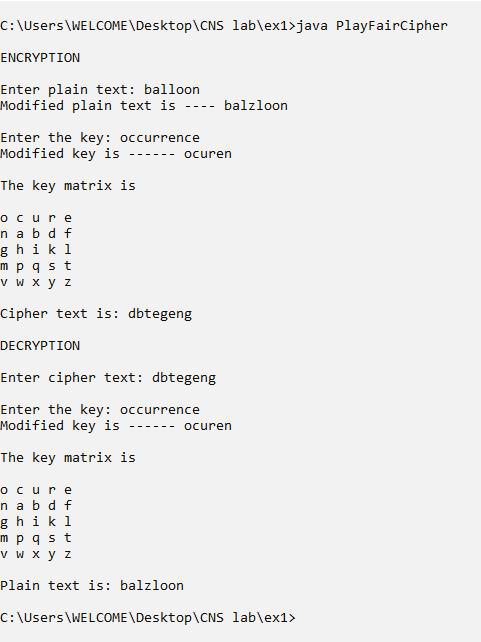 C:\Users\WELCOME\Desktop\CNS lab\ex1>java PlayFairCipher
ENCRYPTION
Enter plain text: balloon
Modified plain text is ---- balzloon
Enter the key: occurrence
Modified key is ------ ocuren
The key matrix is
o c u r e
n a b d f
g h i k l
m p q s t
v w x y z
Cipher text is: dbtegeng
DECRYPTION
Enter cipher text: dbtegeng
Enter the key: occurrence
Modified key is ------ ocuren
The key matrix is
o c u r e
n a b d f
g h i k l
m p q s t
v w x y z
Plain text is: balzloon
C:\Users\WELCOME\Desktop\CNS lab\ex1>